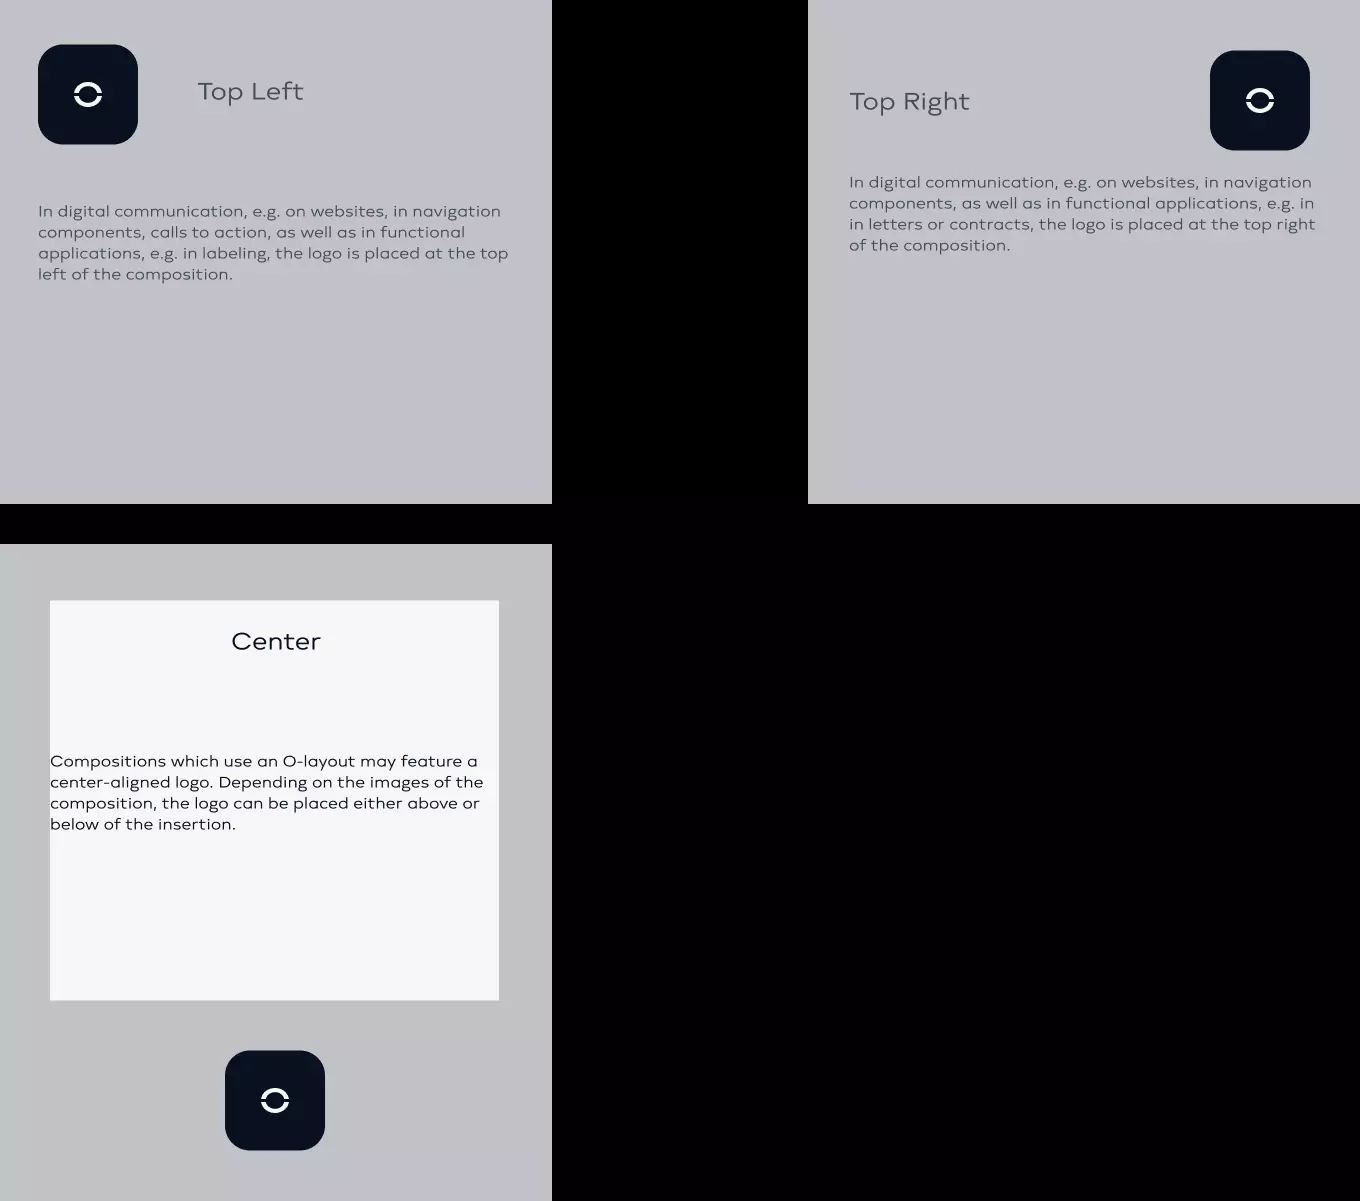 Top Left
In digital communication, e.g. on websites, in navigation
components, calls to action, as well as in functional
applications, e.g. in labeling, the logo is placed at the top
left of the composition.
Top Right
In digital communication, e.g. on websites, in navigation
components, as well as in functional applications, e.g. in
in letters or contracts, the logo is placed at the top right
of the composition.
Center
Compositions which use an O-layout may feature a
center-aligned logo. Depending on the images of the
composition, the logo can be placed either above or
below of the insertion.